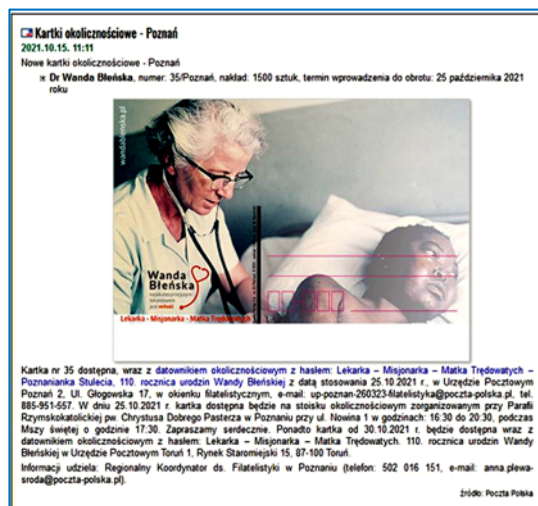 Kartki okolicznościowe - Poznań
2021.10.15. 11:11
Nowe kartki okolicznościowe - Poznań
Dr Wanda Błeńska, numer: 35/Poznań, nakład: 1500 sztuk, termin wprowadzenia do obrotu: 25 października 2021
roku
wandablenska.pl
Wanda
Błeńska
najskuteczniejszym
lekarstwem
jest miłość
Lekarka - Misjonarka - Matka Trędowatych
Kartka nr 35 dostępna, wraz z datownikiem okolicznościowym z hasłem: Lekarka – Misjonarka – Matka Trędowatych –
Poznanianka Stulecia, 110. rocznica urodzin Wandy Błeńskiej z datą stosowania 25.10.2021 r., w Urzędzie Pocztowym
Poznań 2, Ul. Głogowska 17, w okienku filatelistycznym, e-mail: up-poznan-260323-filatelistyka@poczta-polska.pl, tel.
885-951-557. W dniu 25.10.2021 r. kartka dostępna będzie na stoisku okolicznościowym zorganizowanym przy Parafii
Rzymskokatolickiej pw. Chrystusa Dobrego Pasterza w Poznaniu przy ul. Nowina 1 w godzinach: 16:30 do 20:30, podczas
Mszy świętej o godzinie 17:30. Zapraszamy serdecznie. Ponadto kartka od 30.10.2021 r. będzie dostępna wraz z
datownikiem okolicznościowym z hasłem: Lekarka – Misjonarka – Matka Trędowatych. 110. rocznica urodzin Wandy
Błeńskiej w Urzędzie Pocztowym Toruń 1, Rynek Staromiejski 15, 87-100 Toruń.
Informacji udziela: Regionalny Koordynator ds. Filatelistyki w Poznaniu (telefon: 502 016 151, e-mail: anna.plewa-
sroda@poczta-polska.pl).
źródło: Poczta Polska